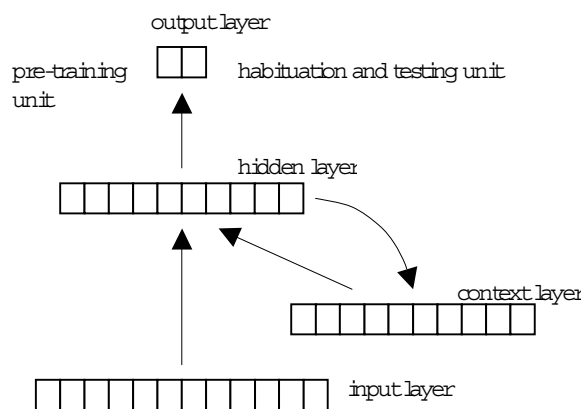 output layer
pre-training
unit
habituation and testing unit
hidden layer
context layer
input layer